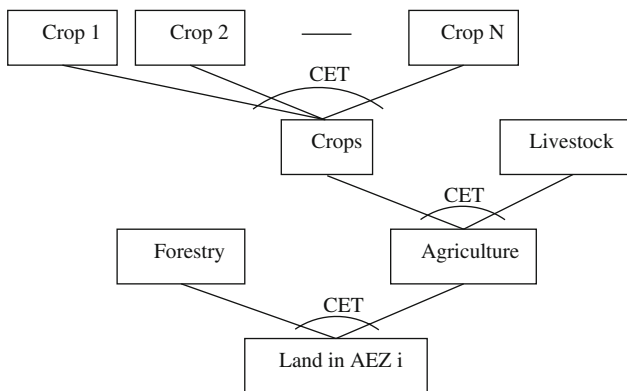 Crop 1
Crop 2
Crop N
CET
Crops
Livestock
CET
Forestry
Agriculture
CET
Land in AEZ i